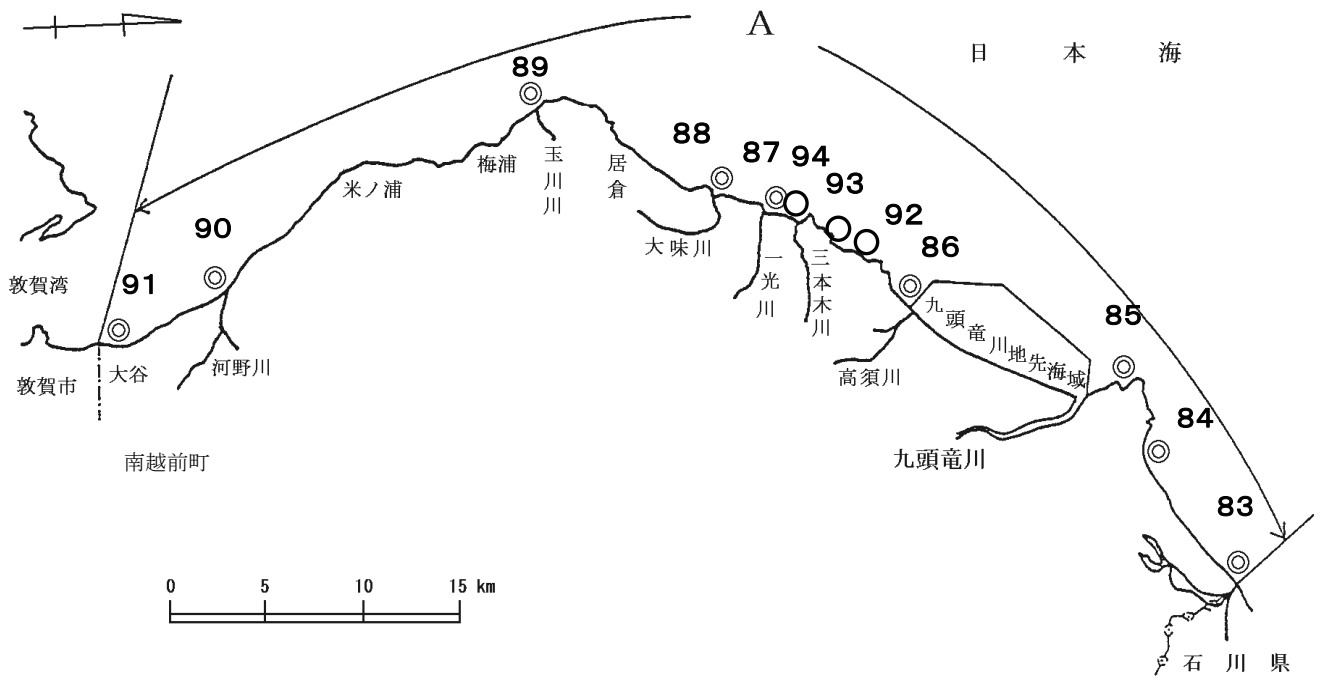 A
日本海
89
88
87
94
93
92
86
85
84
83
90
91
梅浦
玉川川
居倉
米ノ浦
大味川
一光川
三本木川
九頭竜川地先海域
高須川
九頭竜川
敦賀湾
敦賀市
大谷
河野川
南越前町
0 5 10 15 km
石川県